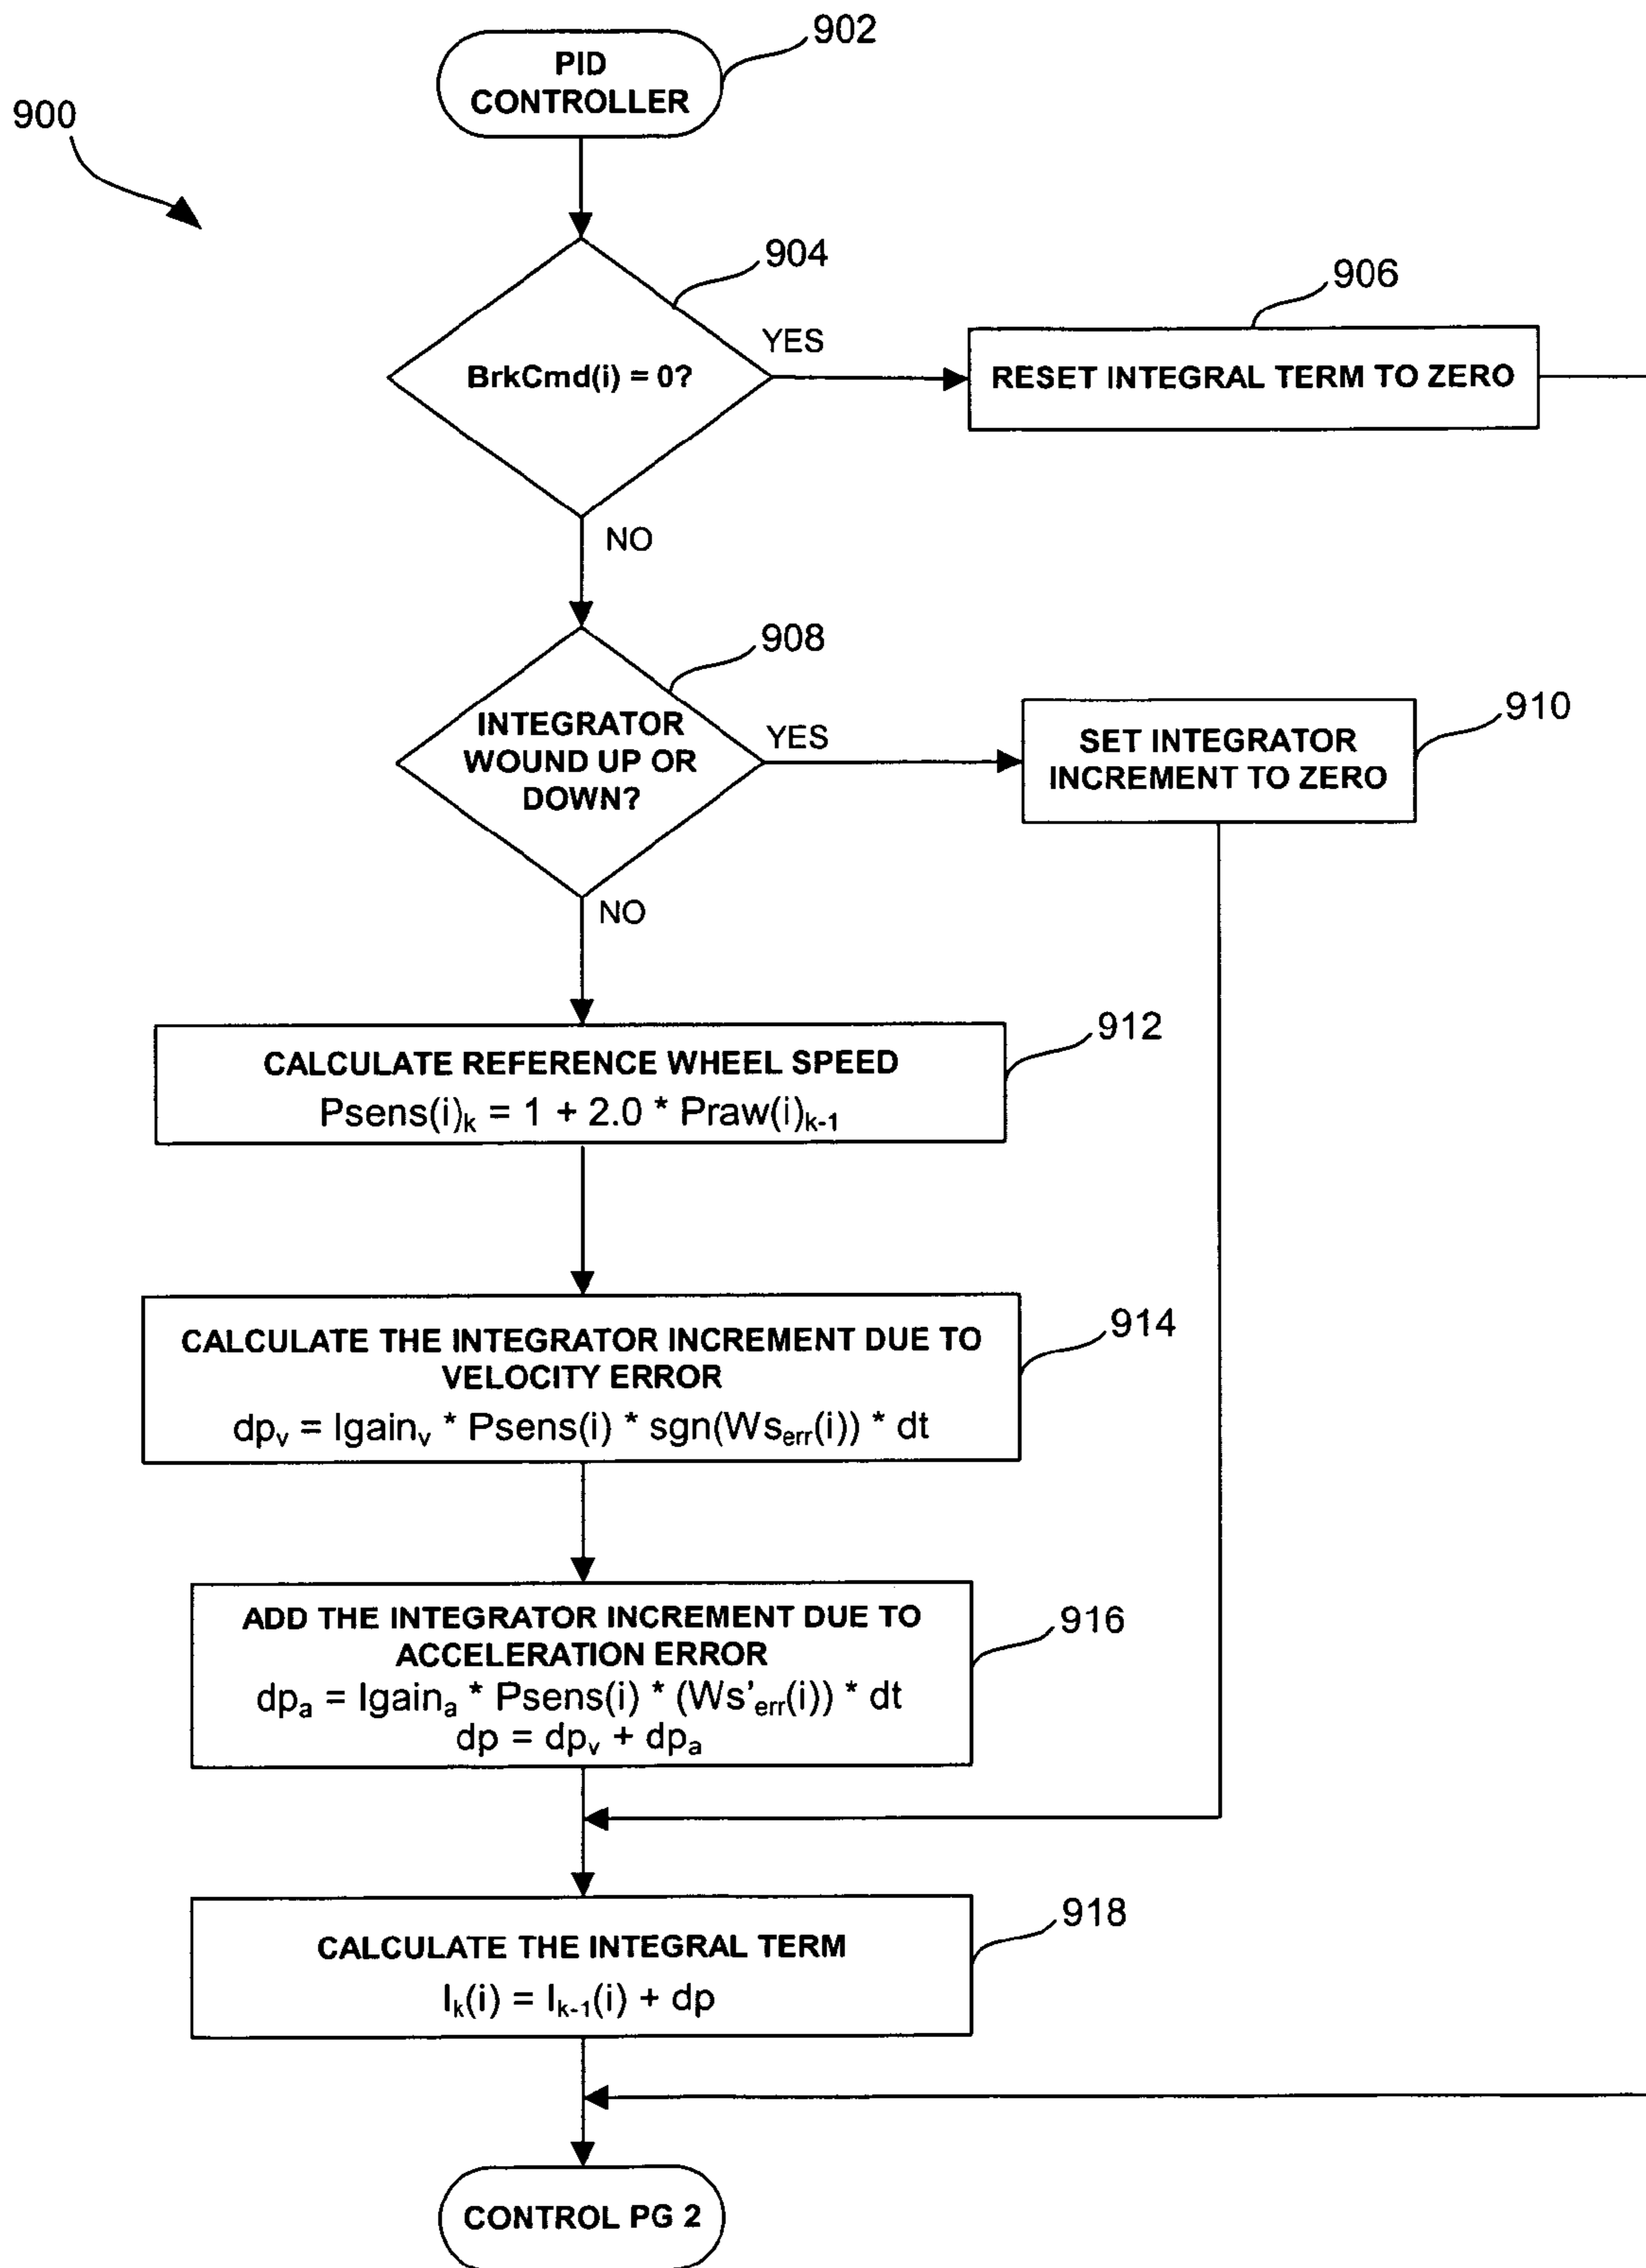 902
PID
CONTROLLER
900
904
906
YES
BrkCmd(i) = 0?
RESET INTEGRAL TERM TO ZERO
NO
908
910
INTEGRATOR
WOUND UP OR
DOWN?
YES
SET INTEGRATOR
INCREMENT TO ZERO
NO
912
CALCULATE REFERENCE WHEEL SPEED
Psens(i)k = 1 + 2.0 * Praw(i)k-1
914
CALCULATE THE INTEGRATOR INCREMENT DUE TO
VELOCITY ERROR
dpv = Igainv * Psens(i) * sgn(Wserr(i)) * dt
916
ADD THE INTEGRATOR INCREMENT DUE TO
ACCELERATION ERROR
dpa = Igaina * Psens(i) * (Ws'err(i)) * dt
dp = dpv + dpa
918
CALCULATE THE INTEGRAL TERM
Ik(i) = Ik-1(i) + dp
CONTROL PG 2